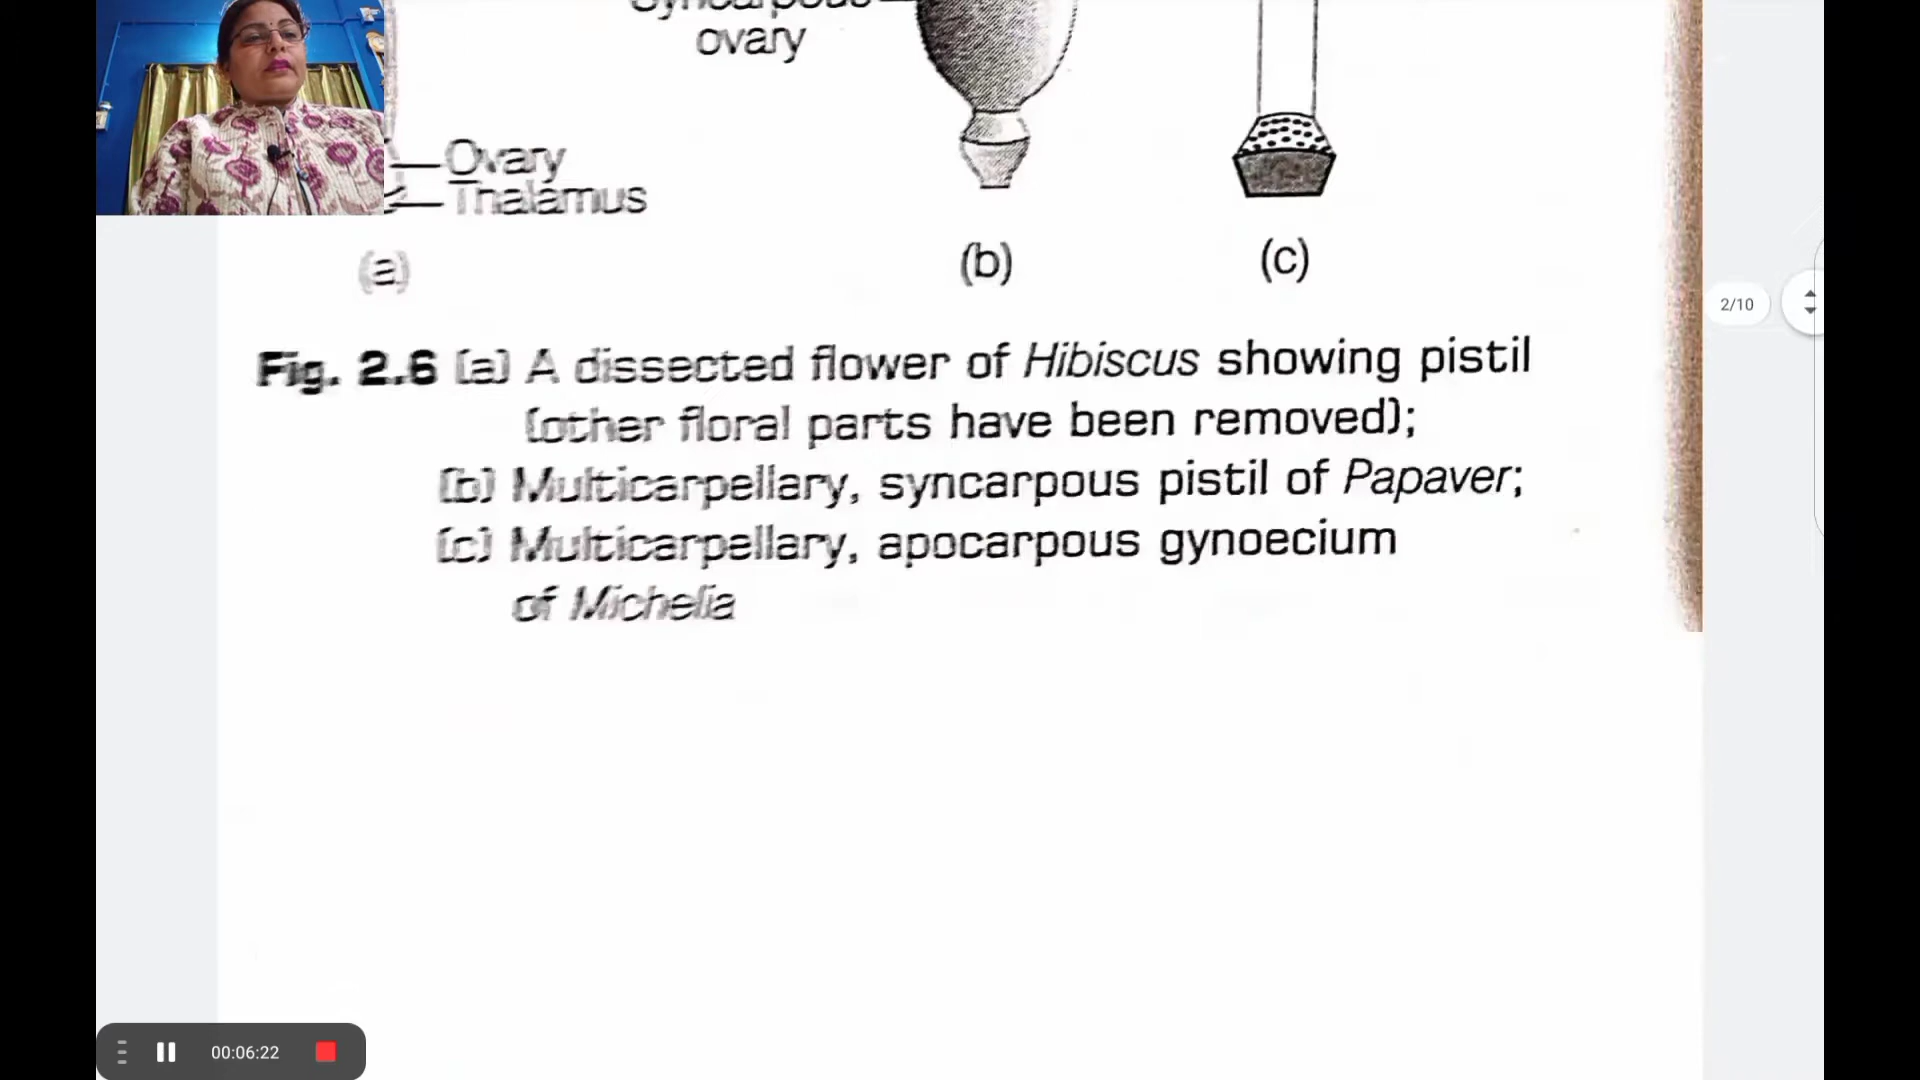 Syncarpous
ovary
Ovary
Thalamus
(a)
(b)
(c)
2/10
Fig. 2.6 (a) A dissected flower of Hibiscus showing pistil
(other floral parts have been removed);
(b) Multicarpellary, syncarpous pistil of Papaver;
(c) Multicarpellary, apocarpous gynoecium
of Michelia
00:06:22